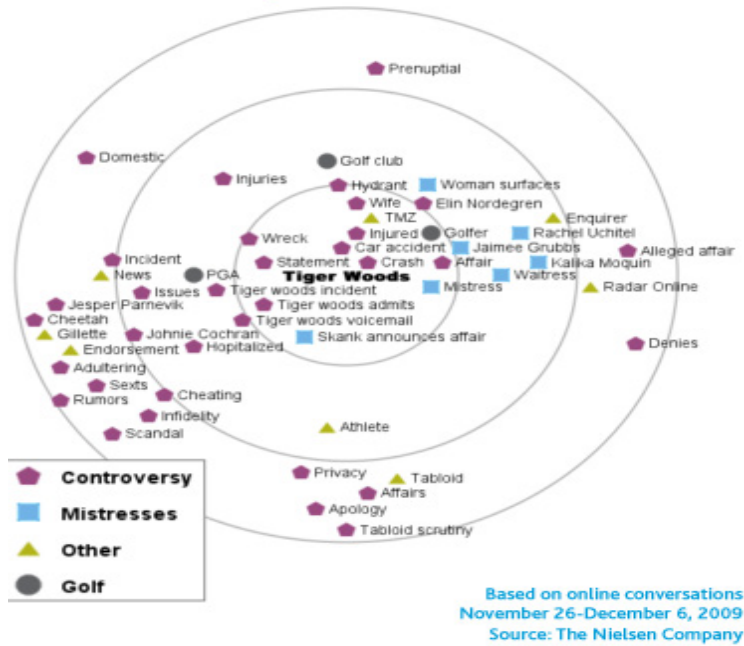 Prenuptial
Domestic
Golf club
Injuries
Hydrant
Woman surfaces
Wife
Elin Nordegren
TMZ
Enquirer
Injured
Golfer
Rachel Uchitel
Wreck
Car accident
Jaimee Grubbs
Alleged affair
Incident
Statement
Crash
Affair
Kalika Moquin
News
PGA
Tiger Woods
Waitress
Issues
Tiger woods incident
Mistress
Radar Online
Jesper Parnevik
Tiger woods admits
Cheetah
Tiger woods voicemail
Gillette
Johnie Cochran
Skank announces affair
Endorsement
Hopitalized
Denies
Adultering
Sexts
Cheating
Rumors
Infidelity
Scandal
Athlete
Privacy
Tabloid
Affairs
Apology
Tabloid scrutiny
Controversy
Mistresses
Other
Golf
Based on online conversations
November 26-December 6, 2009
Source: The Nielsen Company